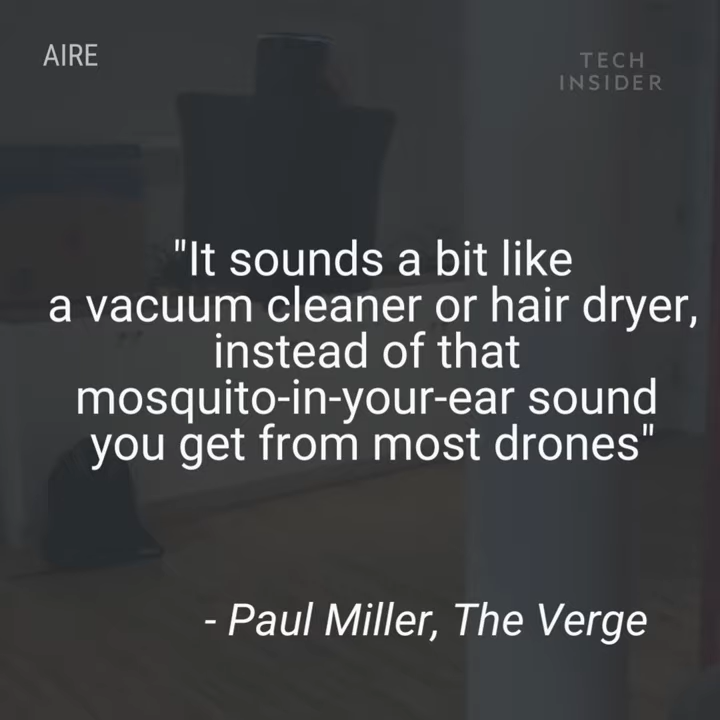 AIRE
TECH
INSIDER
"It sounds a bit like
a vacuum cleaner or hair dryer,
instead of that
mosquito-in-your-ear sound
you get from most drones"
- Paul Miller, The Verge